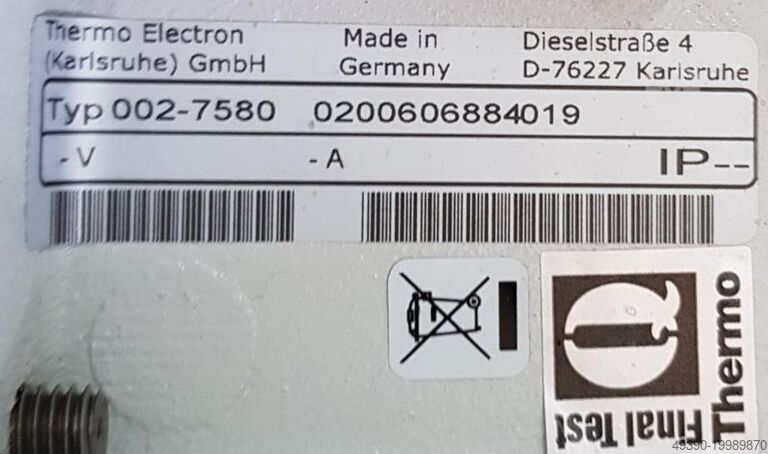 Thermo Electron
(Karlsruhe) GmbH
Made in
Germany
Dieselstraße 4
D-76227 Karlsruhe
Typ 002-7580 0200606884019
- V - A IP--
Thermo
Final Test
49390-19989870